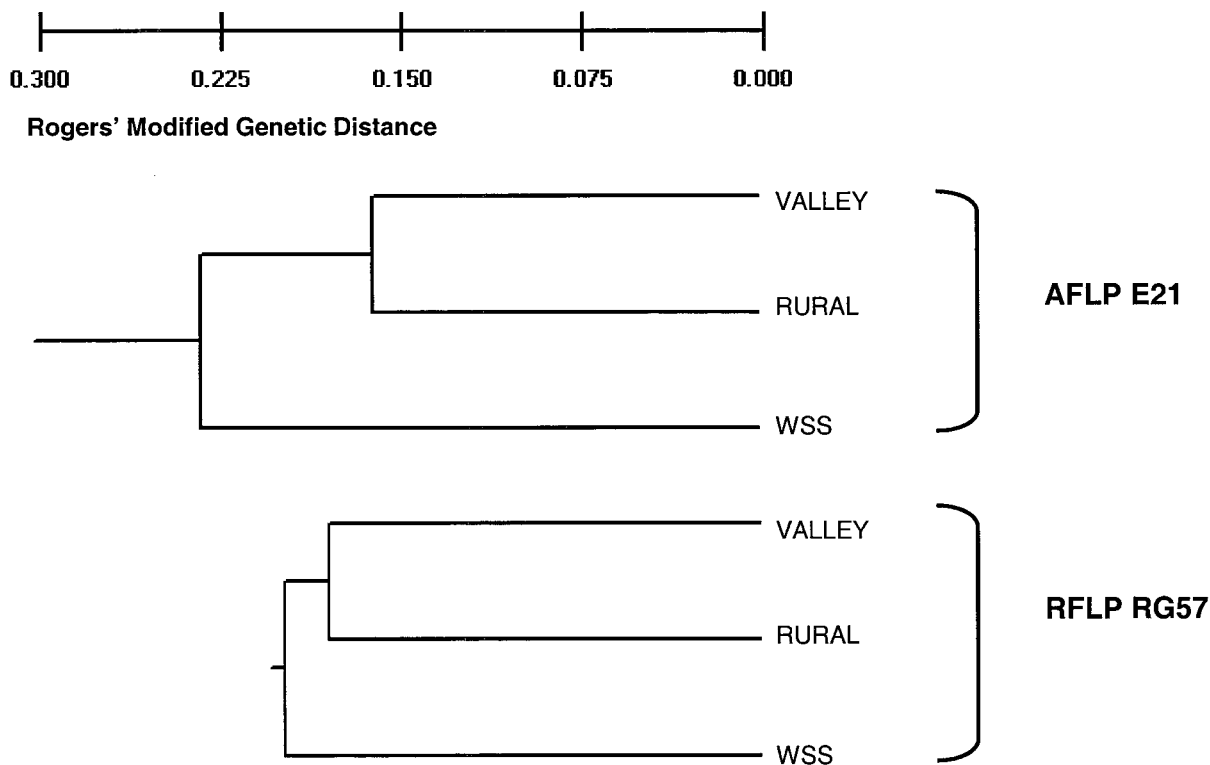 0.300 0.225 0.150 0.075 0.000
Rogers’ Modified Genetic Distance
VALLEY
RURAL
WSS
AFLP E21
VALLEY
RURAL
WSS
RFLP RG57